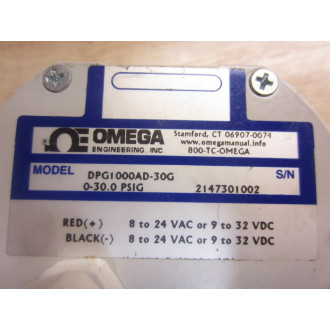 OMEGA
ENGINEERING INC
Stamford, CT 06907-0074
www.omegamanual.info
800-TC-OMEGA
MODEL DPG1000AD-30G S/N
0-30.0 PSIG 2147301002
RED(+) 8 to 24 VAC or 9 to 32 VDC
BLACK(-) 8 to 24 VAC or 9 to 32 VDC